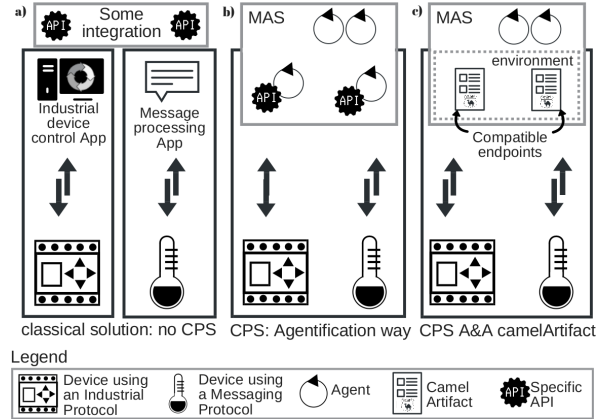 a)
Some
integration
API
API
Industrial
device
control App
Message
processing
App
classical solution: no CPS
b)
MAS
API
API
CPS: Agentification way
c)
MAS
environment
Compatible
endpoints
CPS A&A camelArtifact
Legend
Device using
an Industrial
Protocol
Device using
a Messaging
Protocol
Agent
Camel
Artifact
API
Specific
API